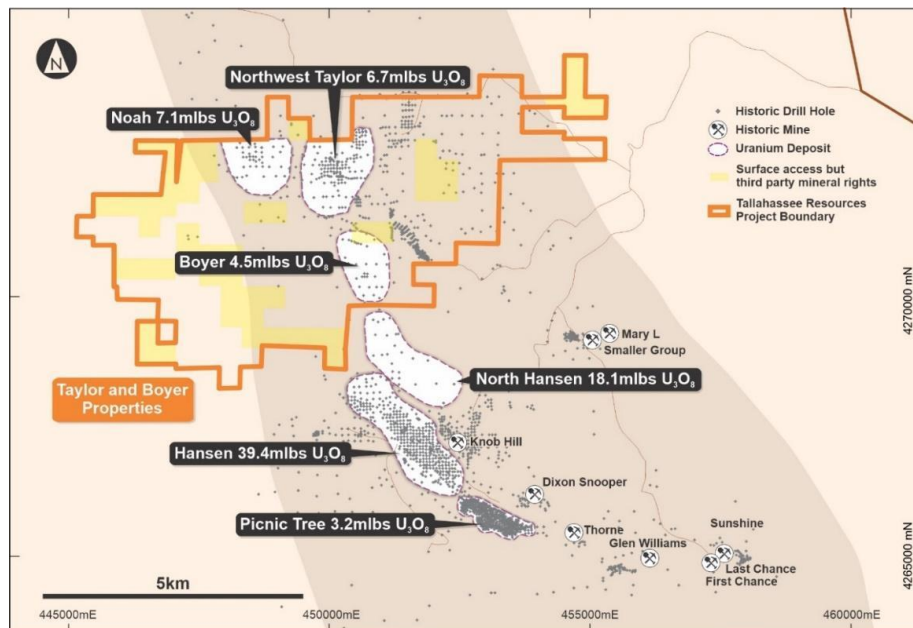 N
Northwest Taylor 6.7mlbs U₃O₈
Noah 7.1mlbs U₃O₈
Historic Drill Hole
Historic Mine
Uranium Deposit
Surface access but
third party mineral rights
Tallahassee Resources
Project Boundary
Boyer 4.5mlbs U₃O₈
4270000 mN
Mary L
Smaller Group
Taylor and Boyer
Properties
North Hansen 18.1mlbs U₃O₈
Knob Hill
Hansen 39.4mlbs U₃O₈
Dixon Snooper
Picnic Tree 3.2mlbs U₃O₈
Thorne
Sunshine
Glen Williams
Last Chance
First Chance
4265000 mN
5km
445000mE
450000mE
455000mE
460000mE